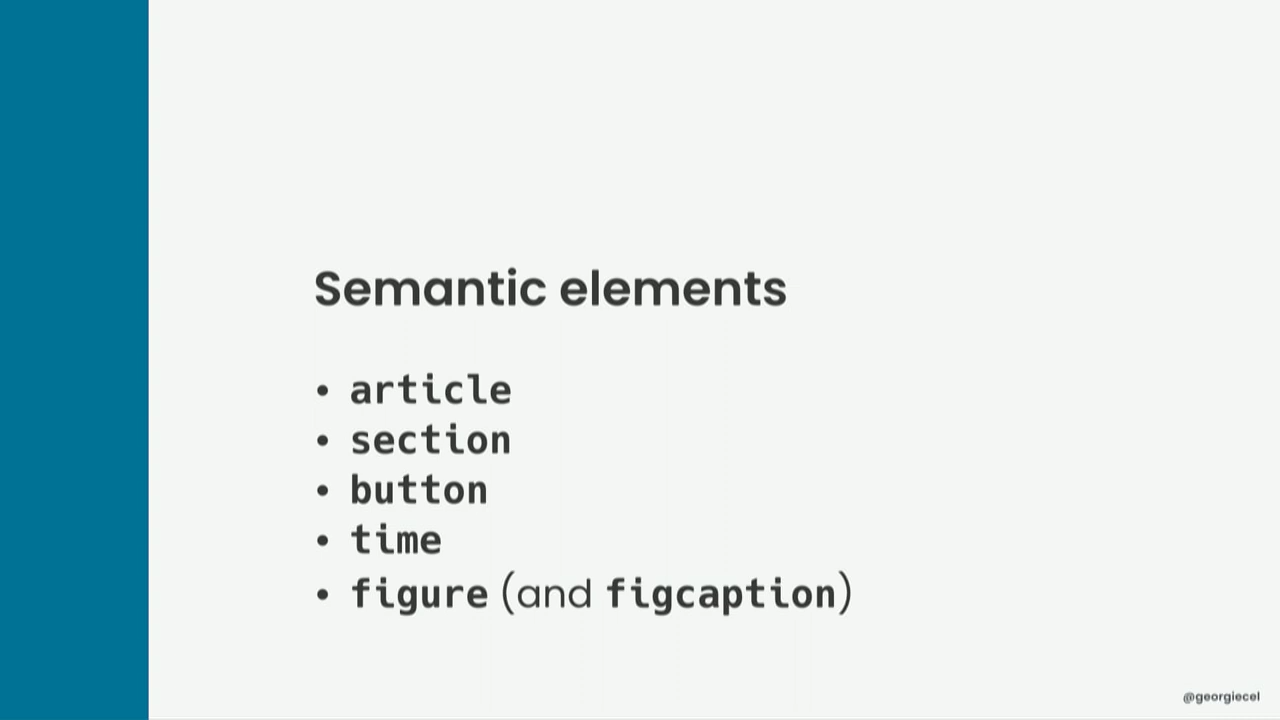 Semantic elements
• article
• section
• button
• time
• figure (and figcaption)
@georgiecel